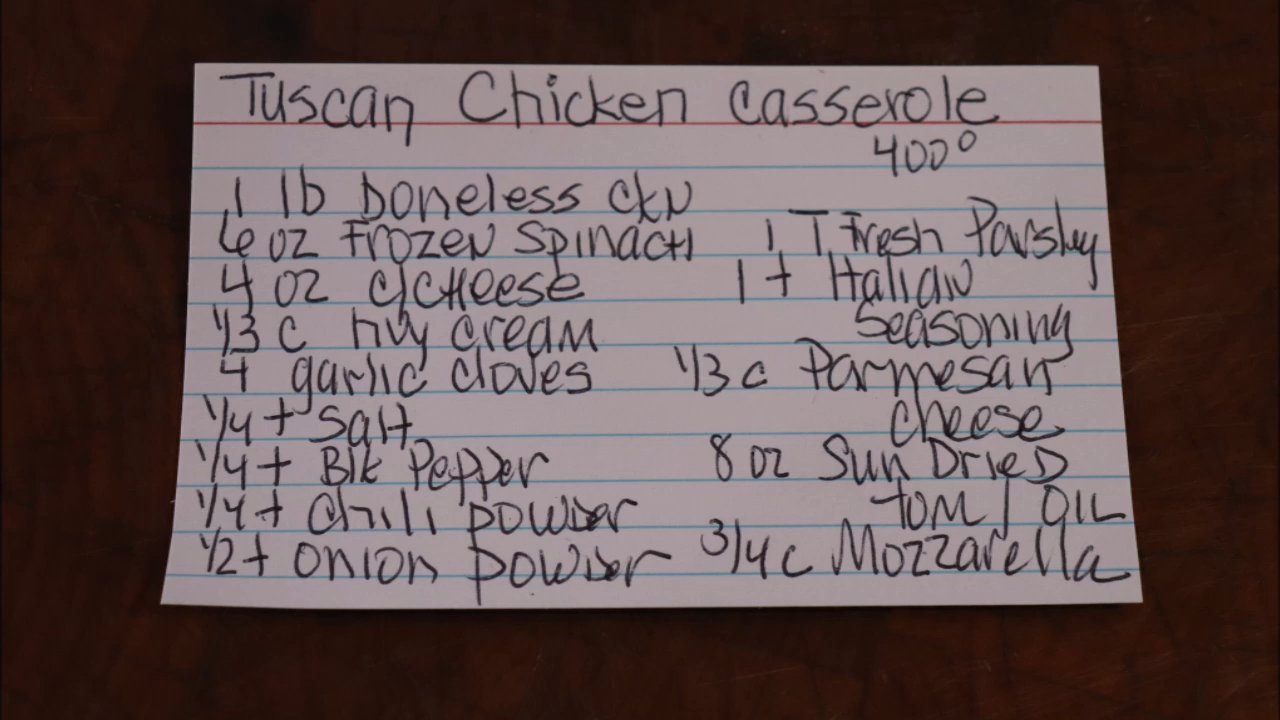 Tuscan Chicken Casserole
400°
1 lb boneless ckn
6 oz Frozen Spinach
4 oz c/cheese
1/3 c hvy cream
4 garlic cloves
1/4 t Salt
1/4 t Blk Pepper
1/4 t chili powder
1/2 t onion powder
1 T Fresh Parsley
1 t Italian
Seasoning
1/3 c Parmesan
cheese
8 oz Sun Dried
tom / OIL
3/4 c Mozzarella